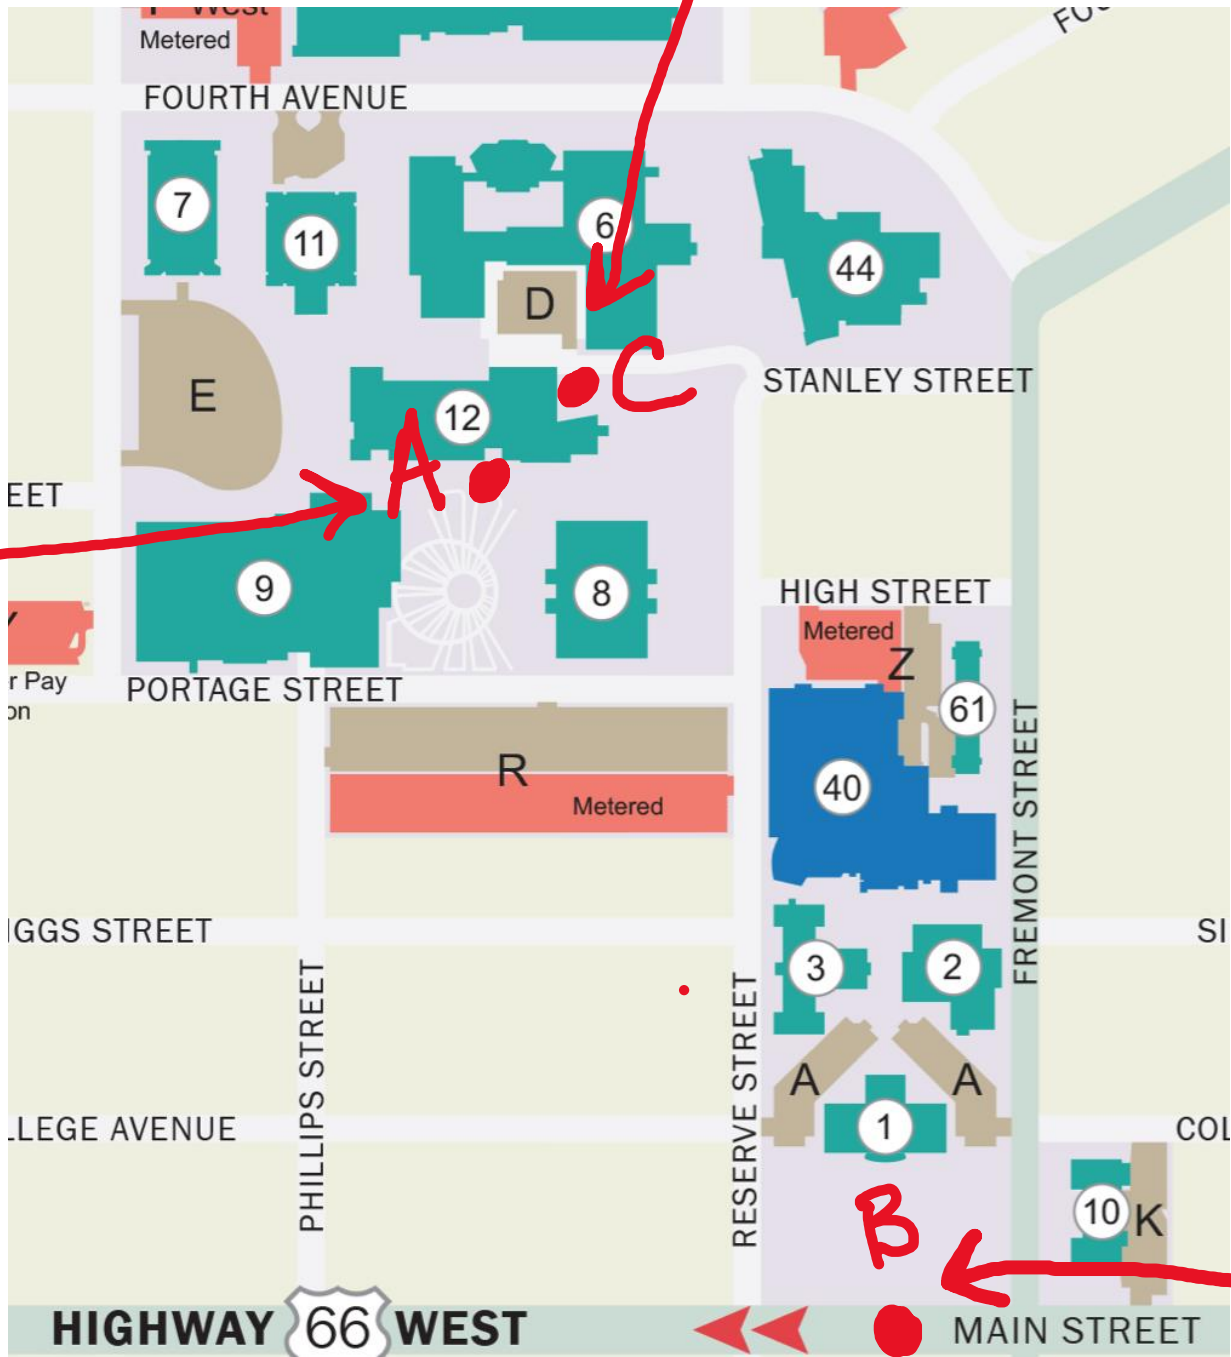 West
Metered
FOURTH AVENUE
7
11
6
44
D
E
C
STANLEY STREET
12
A
EET
9
8
HIGH STREET
Metered
Z
r Pay
on
PORTAGE STREET
61
R
Metered
40
FREMONT STREET
IGGS STREET
SI
3
2
PHILLIPS STREET
RESERVE STREET
A
A
LLEGE AVENUE
1
COL
B
10
K
HIGHWAY 66 WEST
MAIN STREET